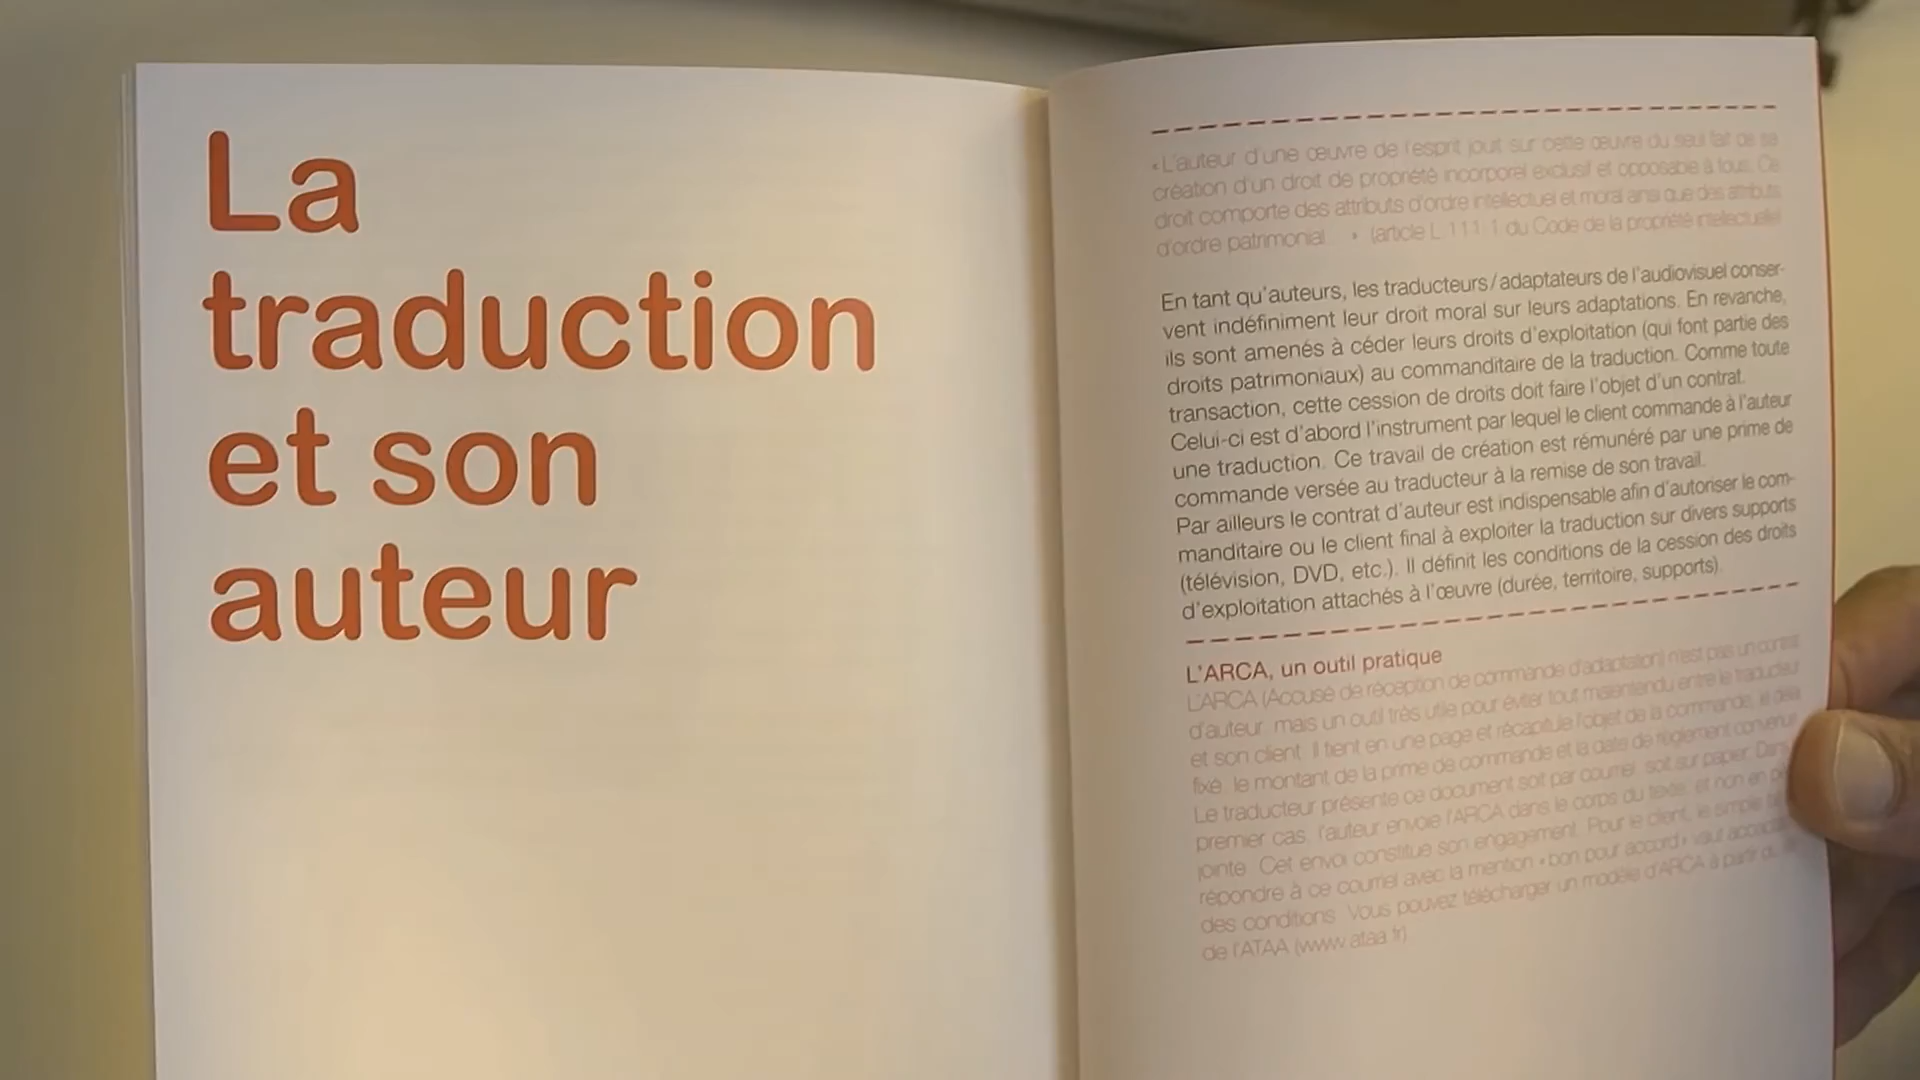 La
traduction
et son
auteur
«L'auteur d'une œuvre de l'esprit jouit sur cette œuvre du seul fait de sa
création d'un droit de propriété incorporel exclusif et opposable à tous. Ce
droit comporte des attributs d'ordre intellectuel et moral ainsi que des attributs
d'ordre patrimonial » (article L 111 1 du Code de la propriété intellectuelle)
En tant qu'auteurs, les traducteurs/adaptateurs de l'audiovisuel conser-
vent indéfiniment leur droit moral sur leurs adaptations. En revanche,
ils sont amenés à céder leurs droits d'exploitation (qui font partie des
droits patrimoniaux) au commanditaire de la traduction. Comme toute
transaction, cette cession de droits doit faire l'objet d'un contrat.
Celui-ci est d'abord l'instrument par lequel le client commande à l'auteur
une traduction. Ce travail de création est rémunéré par une prime de
commande versée au traducteur à la remise de son travail.
Par ailleurs le contrat d'auteur est indispensable afin d'autoriser le com-
manditaire ou le client final à exploiter la traduction sur divers supports
(télévision, DVD, etc.). Il définit les conditions de la cession des droits
d'exploitation attachés à l'œuvre (durée, territoire, supports).
L'ARCA, un outil pratique
L'ARCA (Accusé de réception de commande d'adaptation) n'est pas un contrat
d'auteur, mais un outil très utile pour éviter tout malentendu entre le traducteur
et son client. Il tient en une page et récapitule l'objet de la commande, le délai
fixé, le montant de la prime de commande et la date de règlement convenue.
Le traducteur présente ce document soit par courriel, soit sur papier. Dans
premier cas, l'auteur envoie l'ARCA dans le corps du texte, et non en
jointe. Cet envoi constitue son engagement. Pour le client, le simple
répondre à ce courriel avec la mention «bon pour accord» vaut
des conditions. Vous pouvez télécharger un modèle d'ARCA à partir du
de l'ATAA (www.ataa.fr)